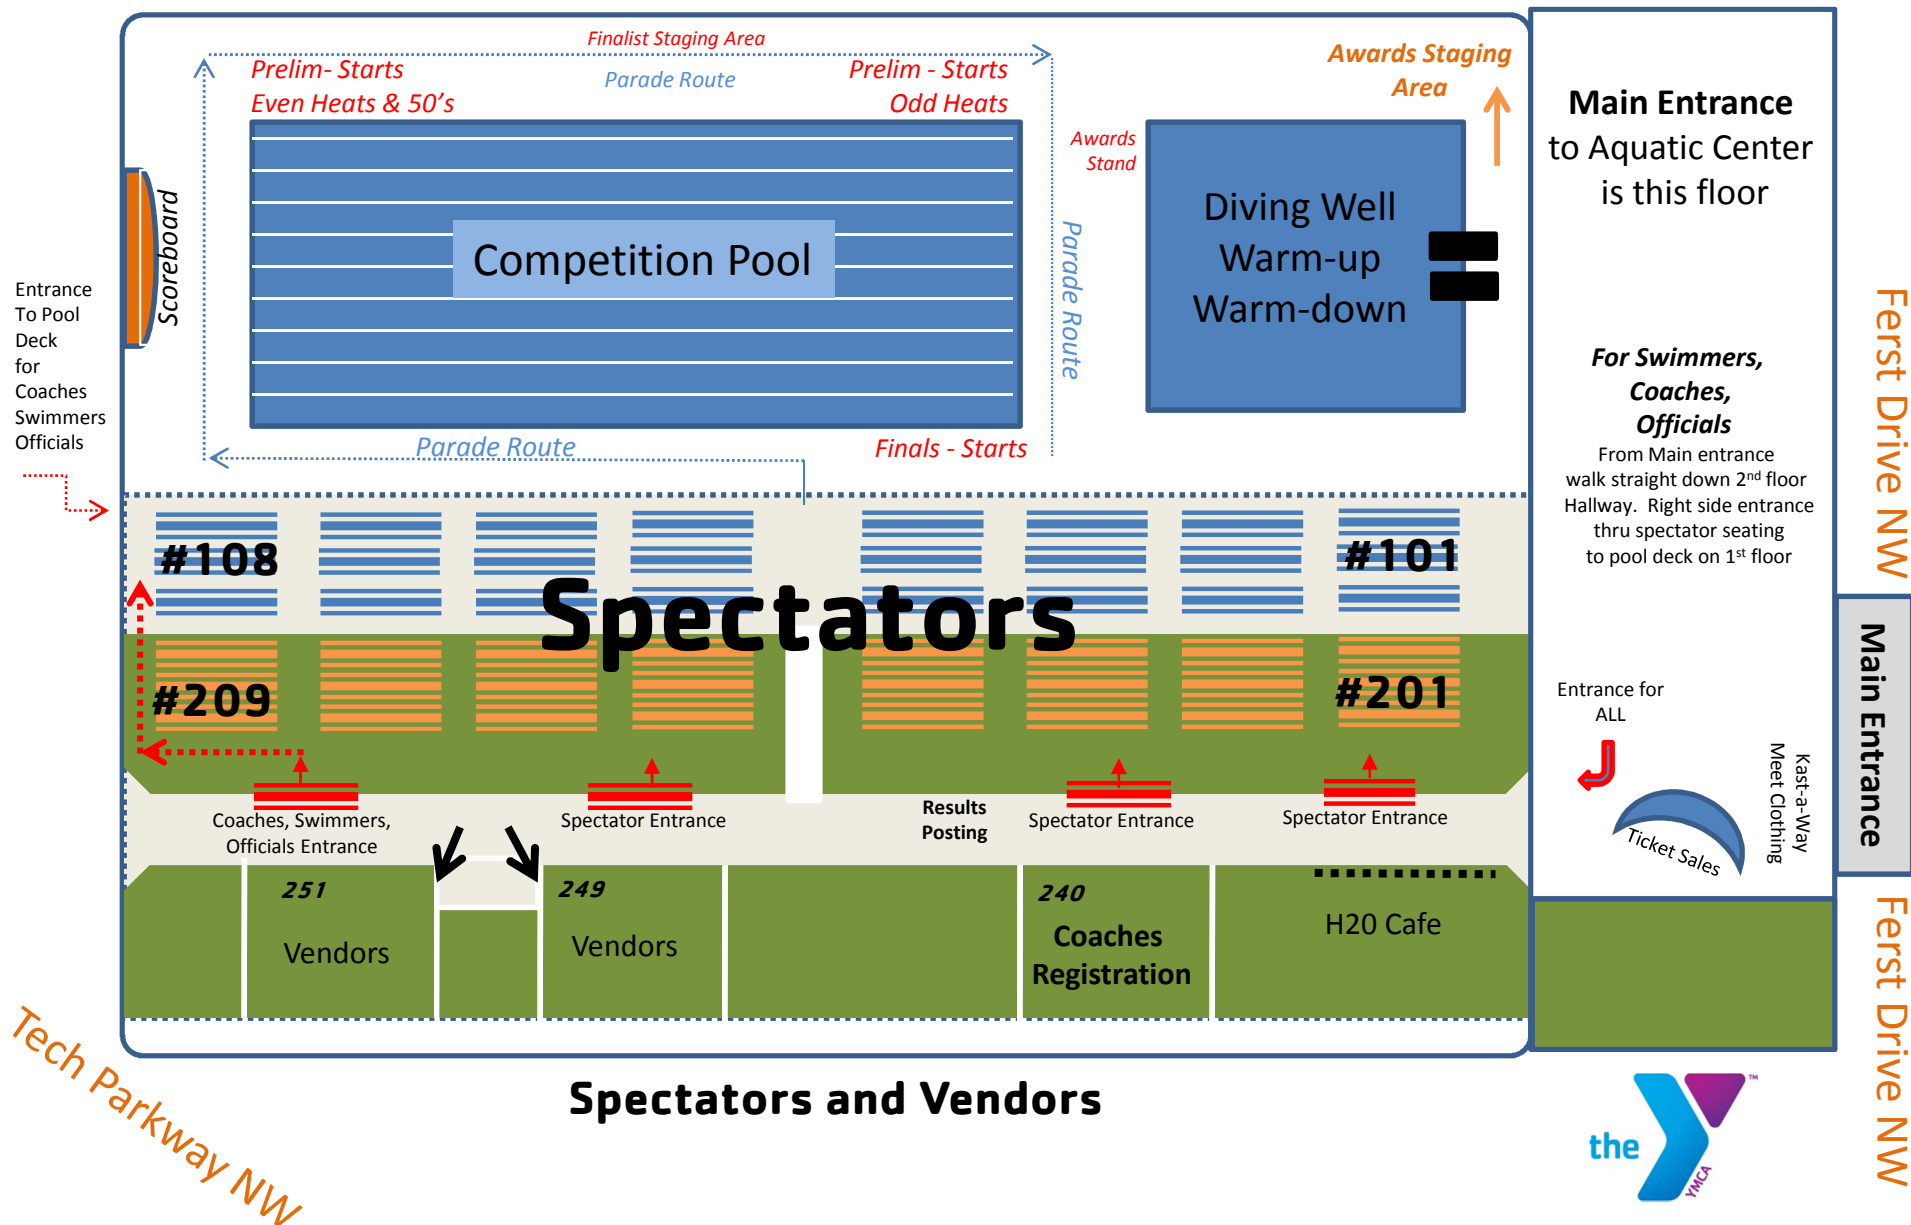 Finalist Staging Area
Prelim- Starts
Even Heats & 50's
Parade Route
Prelim - Starts
Odd Heats
Awards Staging
Area
Awards
Stand
Scoreboard
Competition Pool
Parade Route
Diving Well
Warm-up
Warm-down
Parade Route
Finals - Starts
Entrance
To Pool
Deck
for
Coaches
Swimmers
Officials
Main Entrance
to Aquatic Center
is this floor
For Swimmers,
Coaches,
Officials
From Main entrance
walk straight down 2nd floor
Hallway. Right side entrance
thru spectator seating
to pool deck on 1st floor
Ferst Drive NW
#108
#101
Spectators
#209
#201
Entrance for
ALL
Kast-a-Way
Meet Clothing
Ticket Sales
Main Entrance
Coaches, Swimmers,
Officials Entrance
Spectator Entrance
Results
Posting
Spectator Entrance
Spectator Entrance
251
Vendors
249
Vendors
240
Coaches
Registration
H20 Cafe
Ferst Drive NW
Tech Parkway NW
Spectators and Vendors
the
YMCA
TM